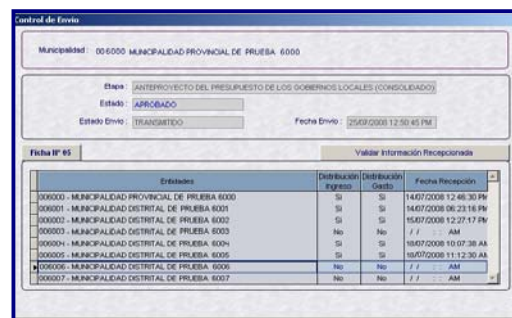 Control de Envío
Municipalidad : 006000 MUNICIPALIDAD PROVINCIAL DE PRUEBA 6000
Etapa : ANTEPROYECTO DEL PRESUPUESTO DE LOS GOBIERNOS LOCALES (CONSOLIDADO)
Estado : APROBADO
Estado Envio : TRANSMITIDO Fecha Envio : 25/07/2008 12:50:45 PM
Ficha Nº 05 Validar Información Recepcionada
Entidades Distribución Ingreso Distribución Gasto Fecha Recepción
006000 - MUNICIPALIDAD PROVINCIAL DE PRUEBA 6000 Si Si 14/07/2008 12:46:30 PM
006001 - MUNICIPALIDAD DISTRITAL DE PRUEBA 6001 Si Si 14/07/2008 06:23:16 PM
006002 - MUNICIPALIDAD DISTRITAL DE PRUEBA 6002 Si Si 15/07/2008 12:27:17 PM
006003 - MUNICIPALIDAD DISTRITAL DE PRUEBA 6003 No No / / : : AM
006004 - MUNICIPALIDAD DISTRITAL DE PRUEBA 6004 Si Si 18/07/2008 10:07:38 AM
006005 - MUNICIPALIDAD DISTRITAL DE PRUEBA 6005 Si Si 18/07/2008 11:12:30 AM
006006 - MUNICIPALIDAD DISTRITAL DE PRUEBA 6006 No No / / : : AM
006007 - MUNICIPALIDAD DISTRITAL DE PRUEBA 6007 No No / / : : AM